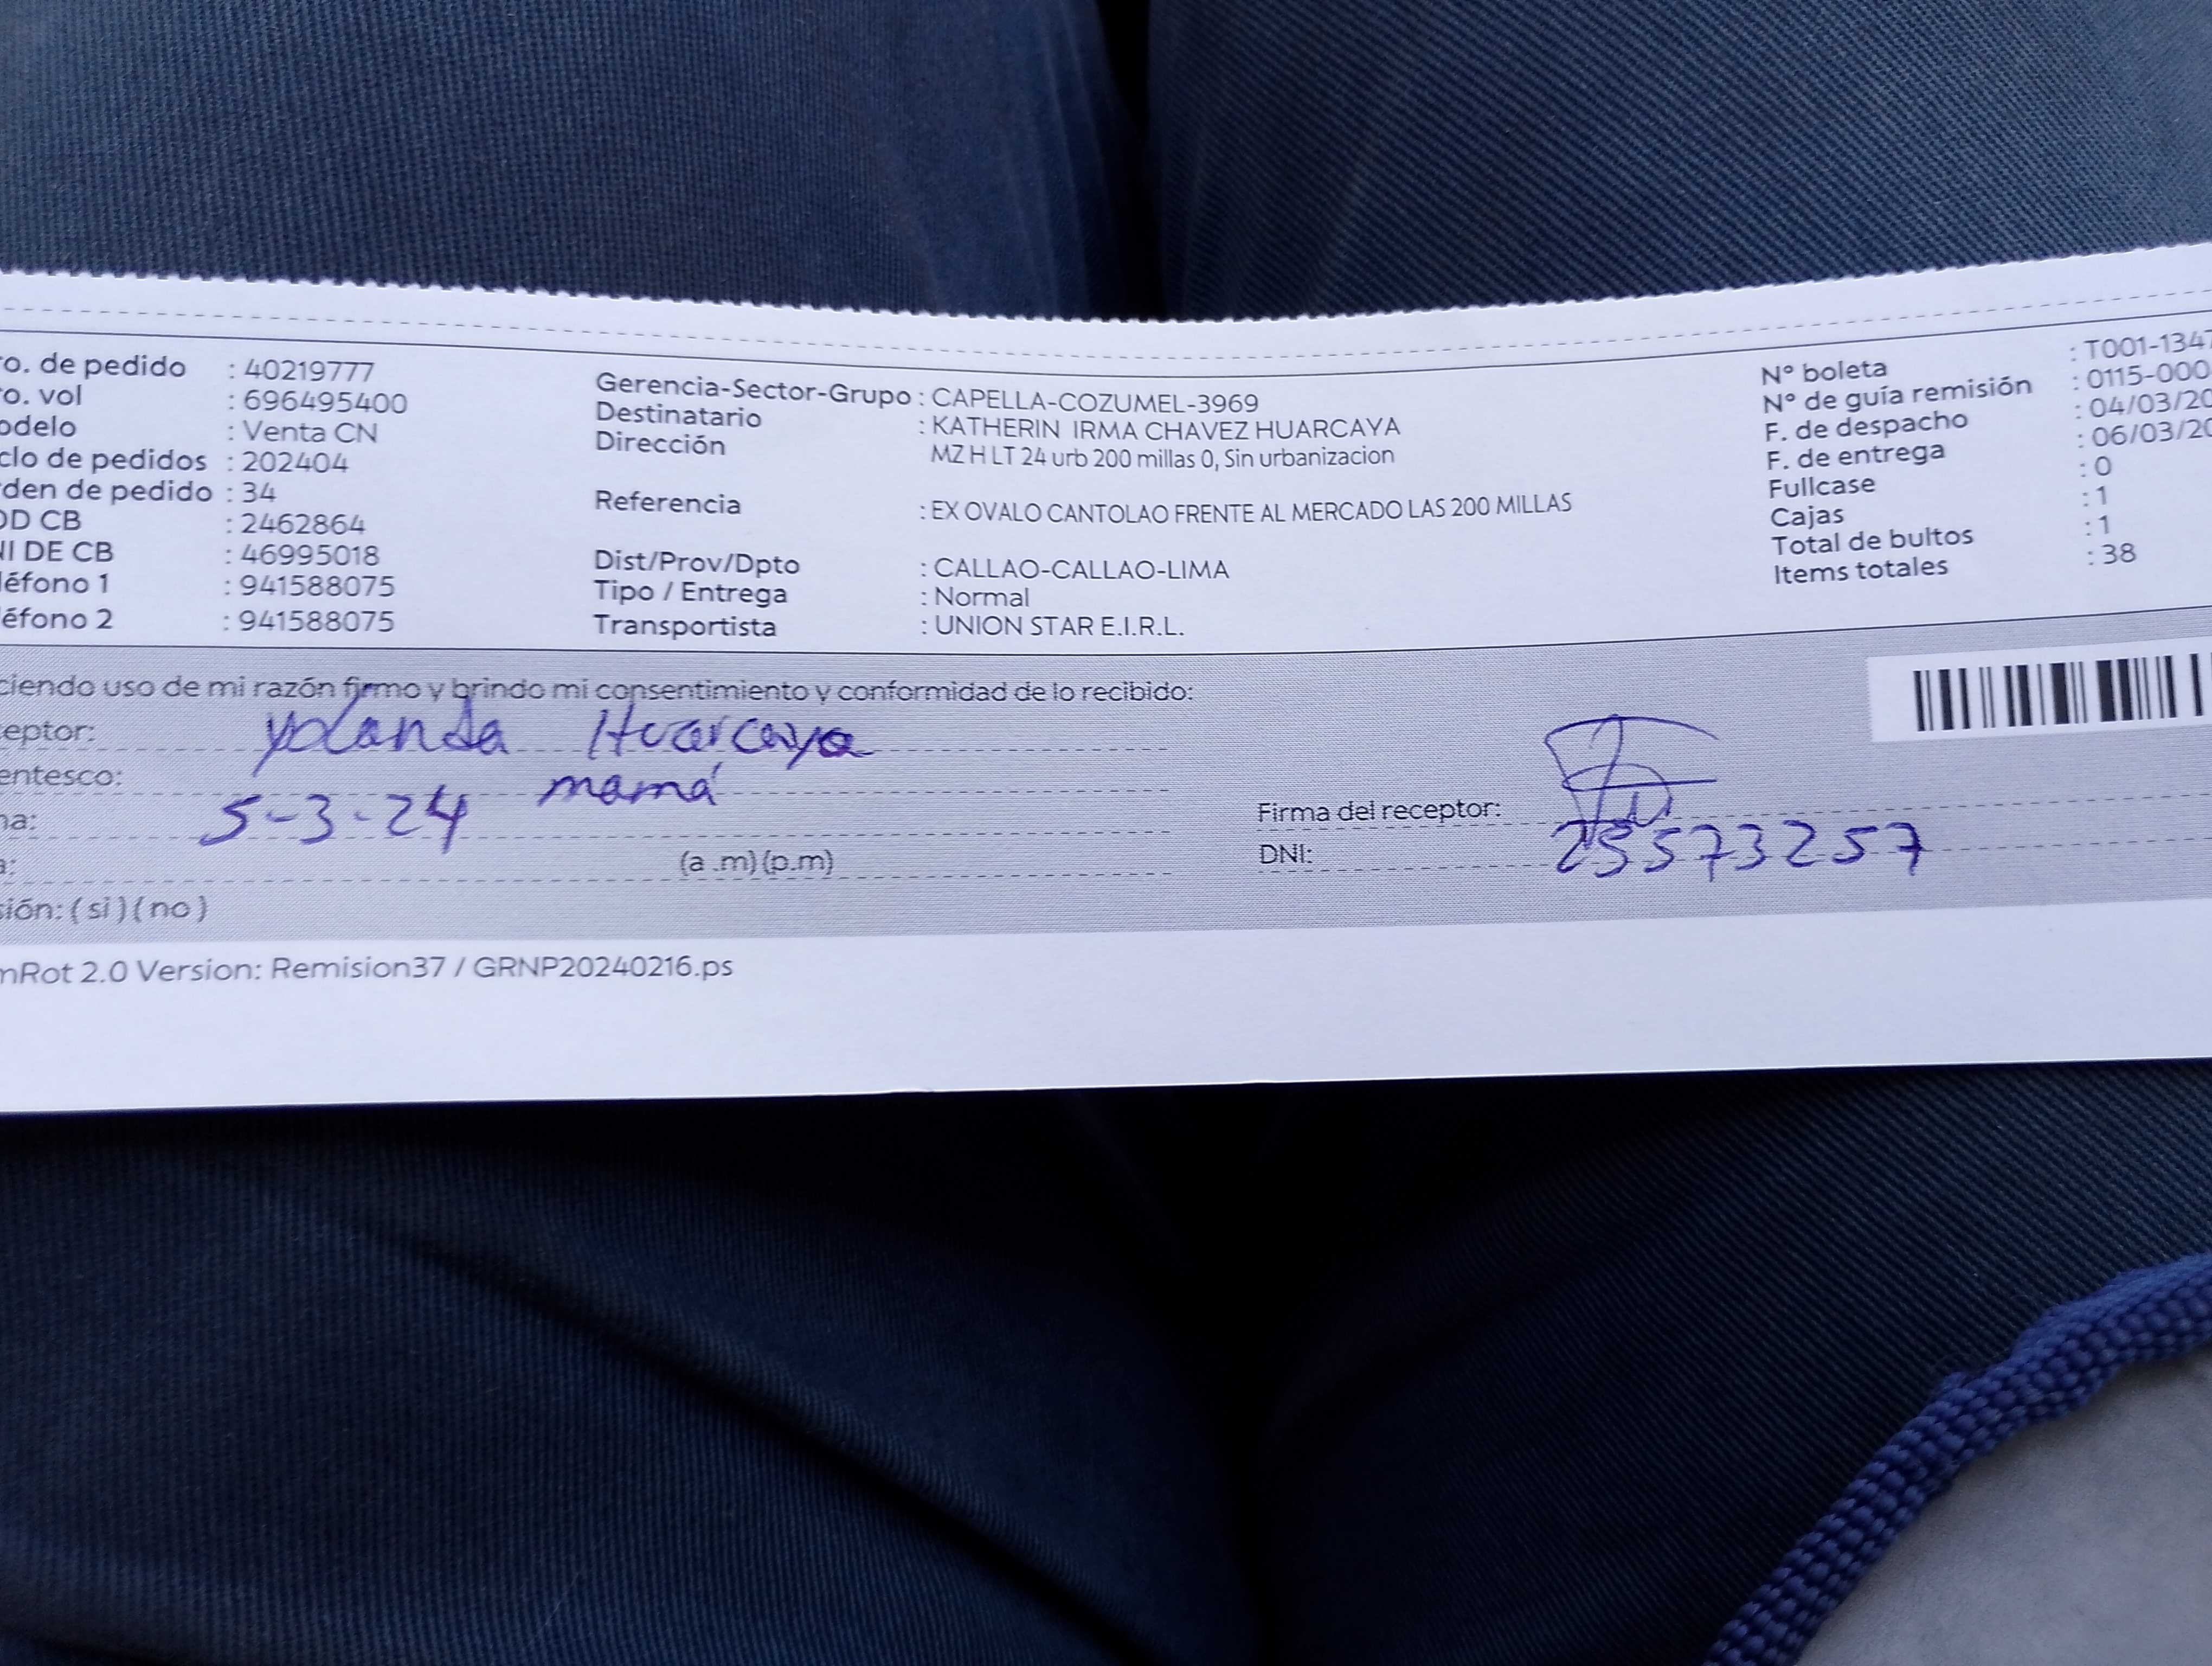 ro. de pedido : 40219777
ro. vol : 696495400
odelo : Venta CN
clo de pedidos : 202404
den de pedido : 34
OD CB : 2462864
NI DE CB : 46995018
léfono 1 : 941588075
léfono 2 : 941588075
Gerencia-Sector-Grupo : CAPELLA-COZUMEL-3969
Destinatario : KATHERIN IRMA CHAVEZ HUARCAYA
Dirección MZ H LT 24 urb 200 millas 0, Sin urbanizacion
Referencia : EX OVALO CANTOLAO FRENTE AL MERCADO LAS 200 MILLAS
Dist/Prov/Dpto : CALLAO-CALLAO-LIMA
Tipo / Entrega : Normal
Transportista : UNION STAR E.I.R.L.
N° boleta : T001-1347
N° de guía remisión : 0115-000
F. de despacho : 04/03/20
F. de entrega : 06/03/20
Fullcase : 0
Cajas : 1
Total de bultos : 1
Items totales : 38
ciendo uso de mi razón firmo y brindo mi consentimiento y conformidad de lo recibido:
ceptor: Yolanda Huarcaya
entesco: mamá
ha: 5-3-24
a: (a .m) (p.m)
sión: ( si ) ( no )
Firma del receptor:
DNI: 25573257
mRot 2.0 Version: Remision37 / GRNP20240216.ps